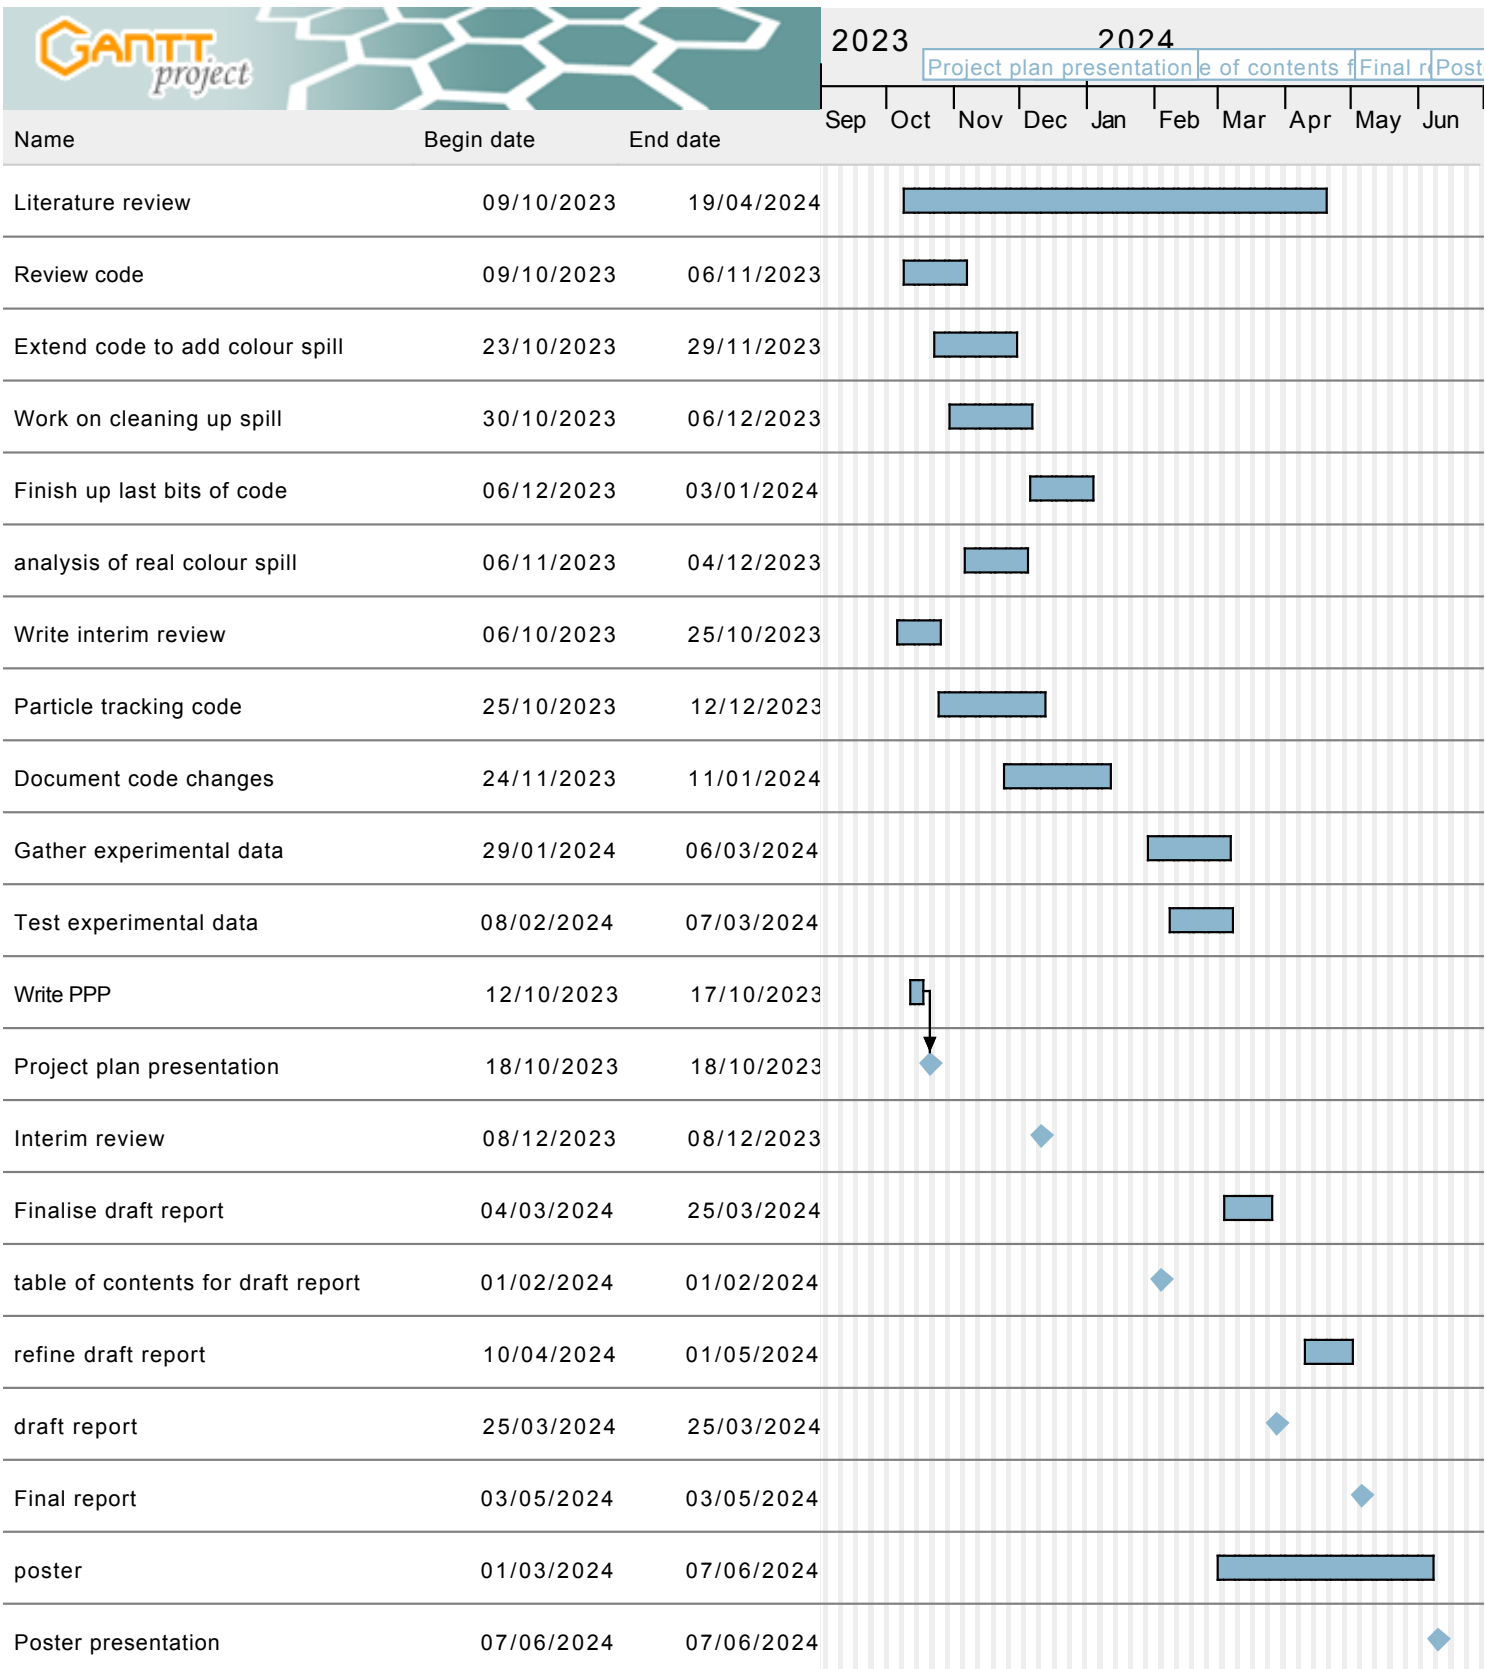 GANTT
project
2023 2024
Project plan presentation e of contents f Final re Post
Sep Oct Nov Dec Jan Feb Mar Apr May Jun
Name Begin date End date
Literature review 09/10/2023 19/04/2024
Review code 09/10/2023 06/11/2023
Extend code to add colour spill 23/10/2023 29/11/2023
Work on cleaning up spill 30/10/2023 06/12/2023
Finish up last bits of code 06/12/2023 03/01/2024
analysis of real colour spill 06/11/2023 04/12/2023
Write interim review 06/10/2023 25/10/2023
Particle tracking code 25/10/2023 12/12/2023
Document code changes 24/11/2023 11/01/2024
Gather experimental data 29/01/2024 06/03/2024
Test experimental data 08/02/2024 07/03/2024
Write PPP 12/10/2023 17/10/2023
Project plan presentation 18/10/2023 18/10/2023
Interim review 08/12/2023 08/12/2023
Finalise draft report 04/03/2024 25/03/2024
table of contents for draft report 01/02/2024 01/02/2024
refine draft report 10/04/2024 01/05/2024
draft report 25/03/2024 25/03/2024
Final report 03/05/2024 03/05/2024
poster 01/03/2024 07/06/2024
Poster presentation 07/06/2024 07/06/2024